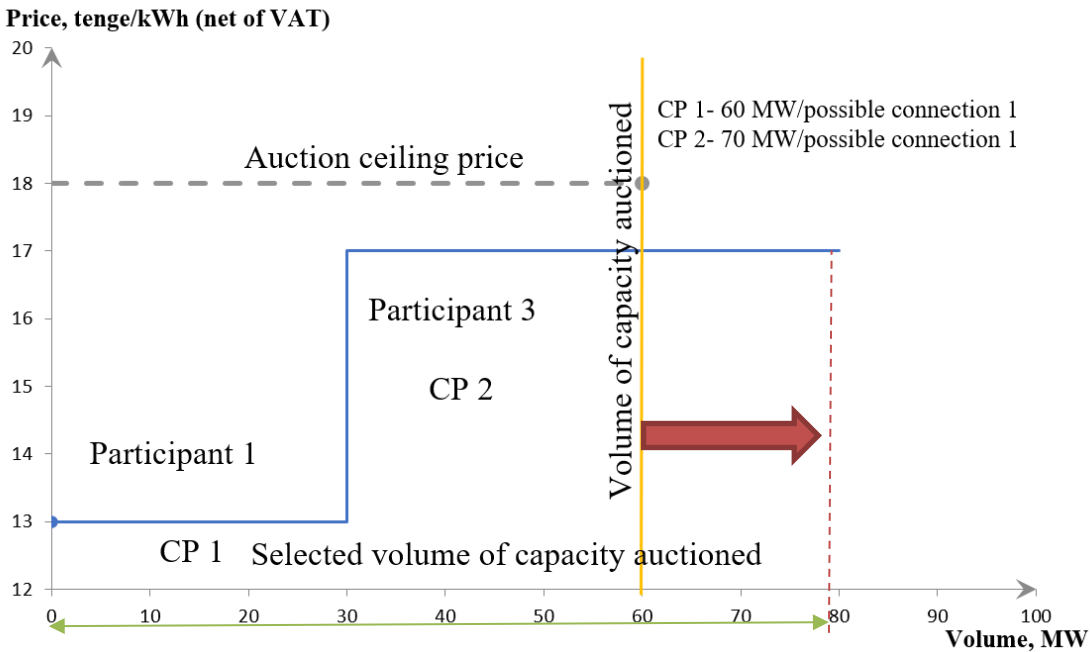 Price, tenge/kWh (net of VAT)
20
19
18
17
16
15
14
13
12
CP 1- 60 MW/possible connection 1
CP 2- 70 MW/possible connection 1
Auction ceiling price
Volume of capacity auctioned
Participant 3
CP 2
Participant 1
CP 1
Selected volume of capacity auctioned
0 10 20 30 40 50 60 70 80 90 100
Volume, MW